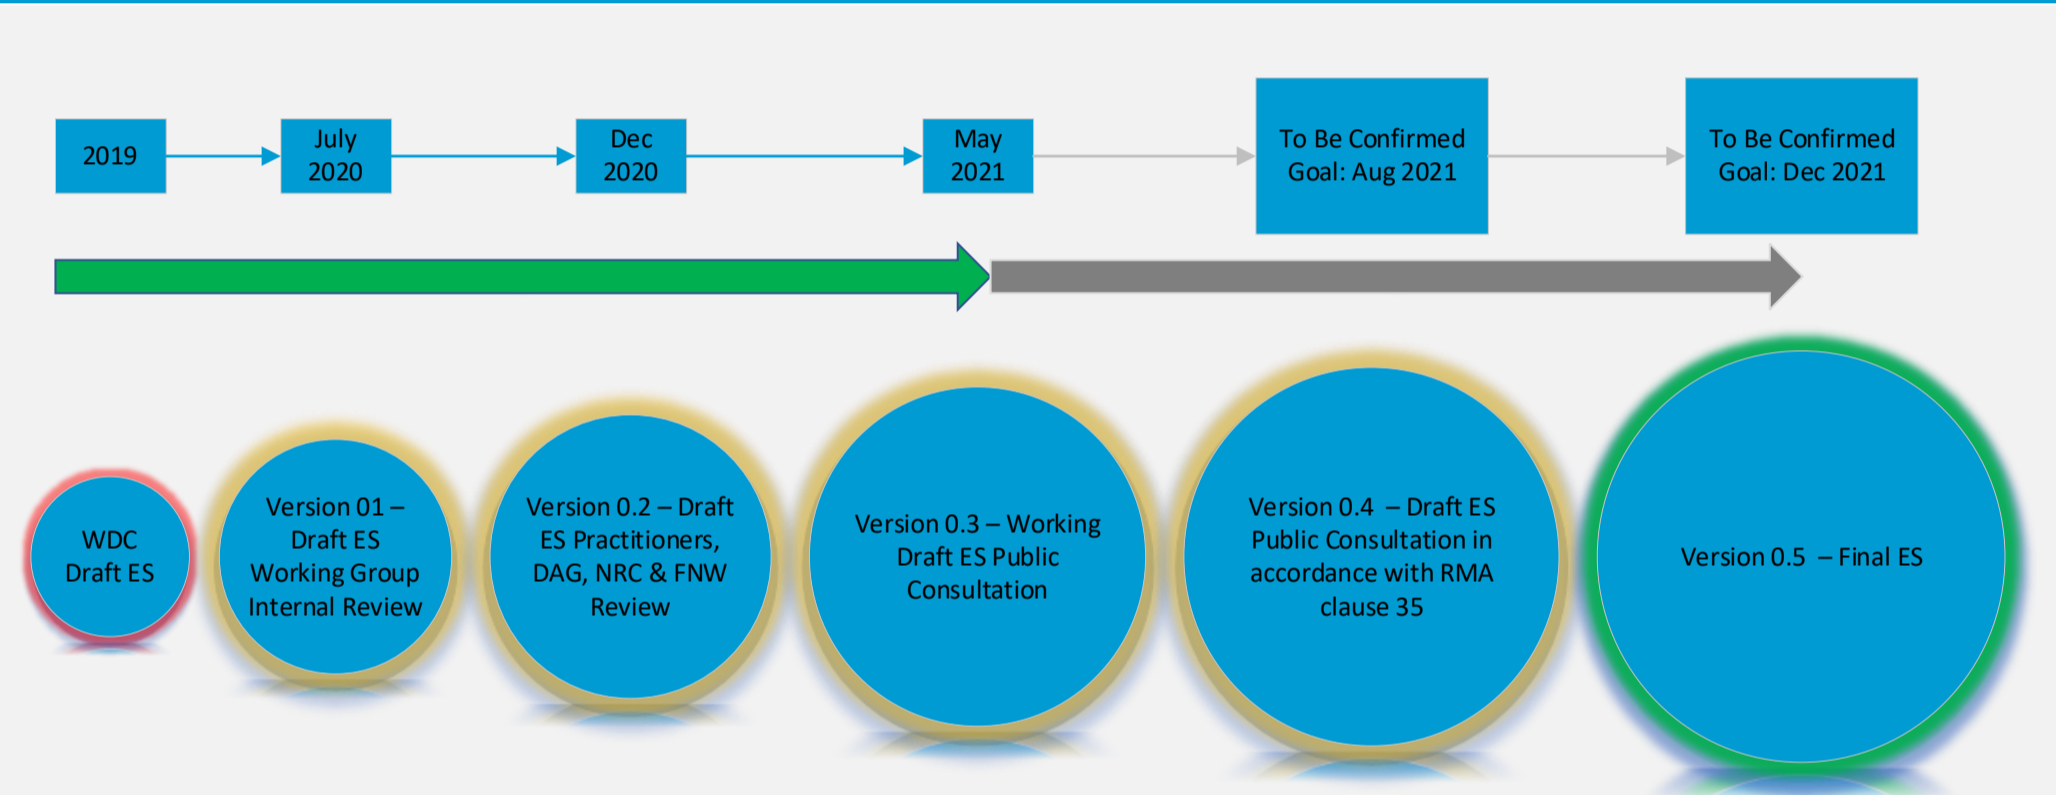 2019
July
2020
Dec
2020
May
2021
To Be Confirmed
Goal: Aug 2021
To Be Confirmed
Goal: Dec 2021
WDC
Draft ES
Version 01 –
Draft ES
Working Group
Internal Review
Version 0.2 – Draft
ES Practitioners,
DAG, NRC & FNW
Review
Version 0.3 – Working
Draft ES Public
Consultation
Version 0.4 – Draft ES
Public Consultation in
accordance with RMA
clause 35
Version 0.5 – Final ES